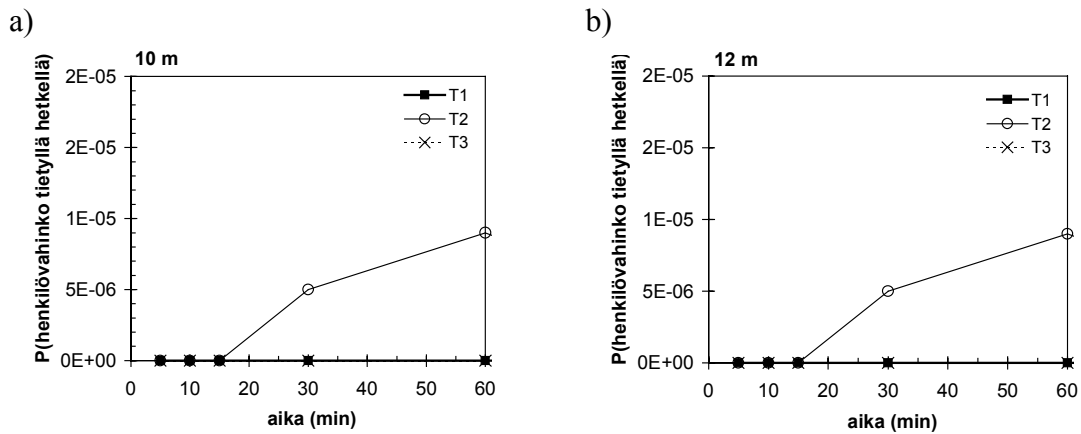 a)
10 m
P(henkilövahinko tietyllä hetkellä)
2E-05
2E-05
1E-05
5E-06
0E+00
T1
T2
T3
0 10 20 30 40 50 60
aika (min)
b)
12 m
P(henkilövahinko tietyllä hetkellä)
2E-05
2E-05
1E-05
5E-06
0E+00
T1
T2
T3
0 10 20 30 40 50 60
aika (min)